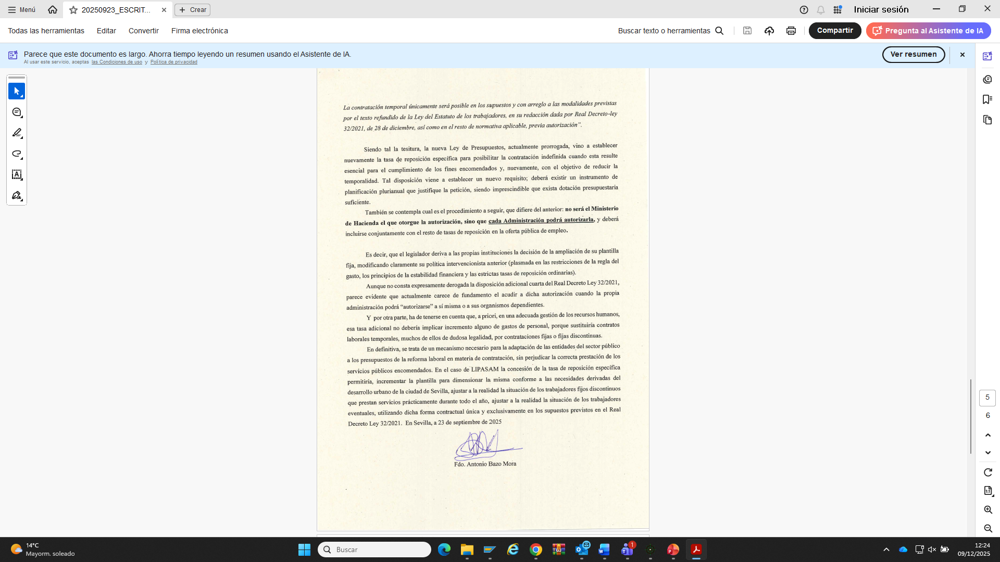 Menú
20250923_ESCRIT...
Crear
Iniciar sesión
Todas las herramientas
Editar
Convertir
Firma electrónica
Buscar texto o herramientas
Compartir
Pregunta al Asistente de IA
Parece que este documento es largo. Ahorra tiempo leyendo un resumen usando el Asistente de IA.
Al usar este servicio, aceptas las Condiciones de uso y Política de privacidad
Ver resumen
La contratación temporal únicamente será posible en los supuestos y con arreglo a las modalidades previstas
por el texto refundido de la Ley del Estatuto de los trabajadores, en su redacción dada por Real Decreto-ley
32/2021, de 28 de diciembre, así como en el resto de normativa aplicable, previa autorización”.
Siendo tal la tesitura, la nueva Ley de Presupuestos, actualmente prorrogada, vino a establecer
nuevamente la tasa de reposición específica para posibilitar la contratación indefinida cuando esta resulte
esencial para el cumplimiento de los fines encomendados y, nuevamente, con el objetivo de reducir la
temporalidad. Tal disposición viene a establecer un nuevo requisito; deberá existir un instrumento de
planificación plurianual que justifique la petición, siendo imprescindible que exista dotación presupuestaria
suficiente.
También se contempla cual es el procedimiento a seguir, que difiere del anterior: no será el Ministerio
de Hacienda el que otorgue la autorización, sino que cada Administración podrá autorizarla, y deberá
incluirse conjuntamente con el resto de tasas de reposición en la oferta pública de empleo.
Es decir, que el legislador deriva a las propias instituciones la decisión de la ampliación de su plantilla
fija, modificando claramente su política intervencionista anterior (plasmada en las restricciones de la regla del
gasto, los principios de la estabilidad financiera y las estrictas tasas de reposición ordinarias).
Aunque no consta expresamente derogada la disposición adicional cuarta del Real Decreto Ley 32/2021,
parece evidente que actualmente carece de fundamento el acudir a dicha autorización cuando la propia
administración podrá “autorizarse” a sí misma o a sus organismos dependientes.
Y por otra parte, ha de tenerse en cuenta que, a priori, en una adecuada gestión de los recursos humanos,
esa tasa adicional no debería implicar incremento alguno de gastos de personal, porque sustituiría contratos
laborales temporales, muchos de ellos de dudosa legalidad, por contrataciones fijas o fijas discontinuas.
En definitiva, se trata de un mecanismo necesario para la adaptación de las entidades del sector público
a los presupuestos de la reforma laboral en materia de contratación, sin perjudicar la correcta prestación de los
servicios públicos encomendados. En el caso de LIPASAM la concesión de la tasa de reposición específica
permitiría, incrementar la plantilla para dimensionar la misma conforme a las necesidades derivadas del
desarrollo urbano de la ciudad de Sevilla, ajustar a la realidad la situación de los trabajadores fijos discontinuos
que prestan servicios prácticamente durante todo el año, ajustar a la realidad la situación de los trabajadores
eventuales, utilizando dicha forma contractual única y exclusivamente en los supuestos previstos en el Real
Decreto Ley 32/2021. En Sevilla, a 23 de septiembre de 2025
Fdo. Antonio Bazo Mora
5
6
14°C
Mayorm. soleado
Buscar
1
12:24
09/12/2025